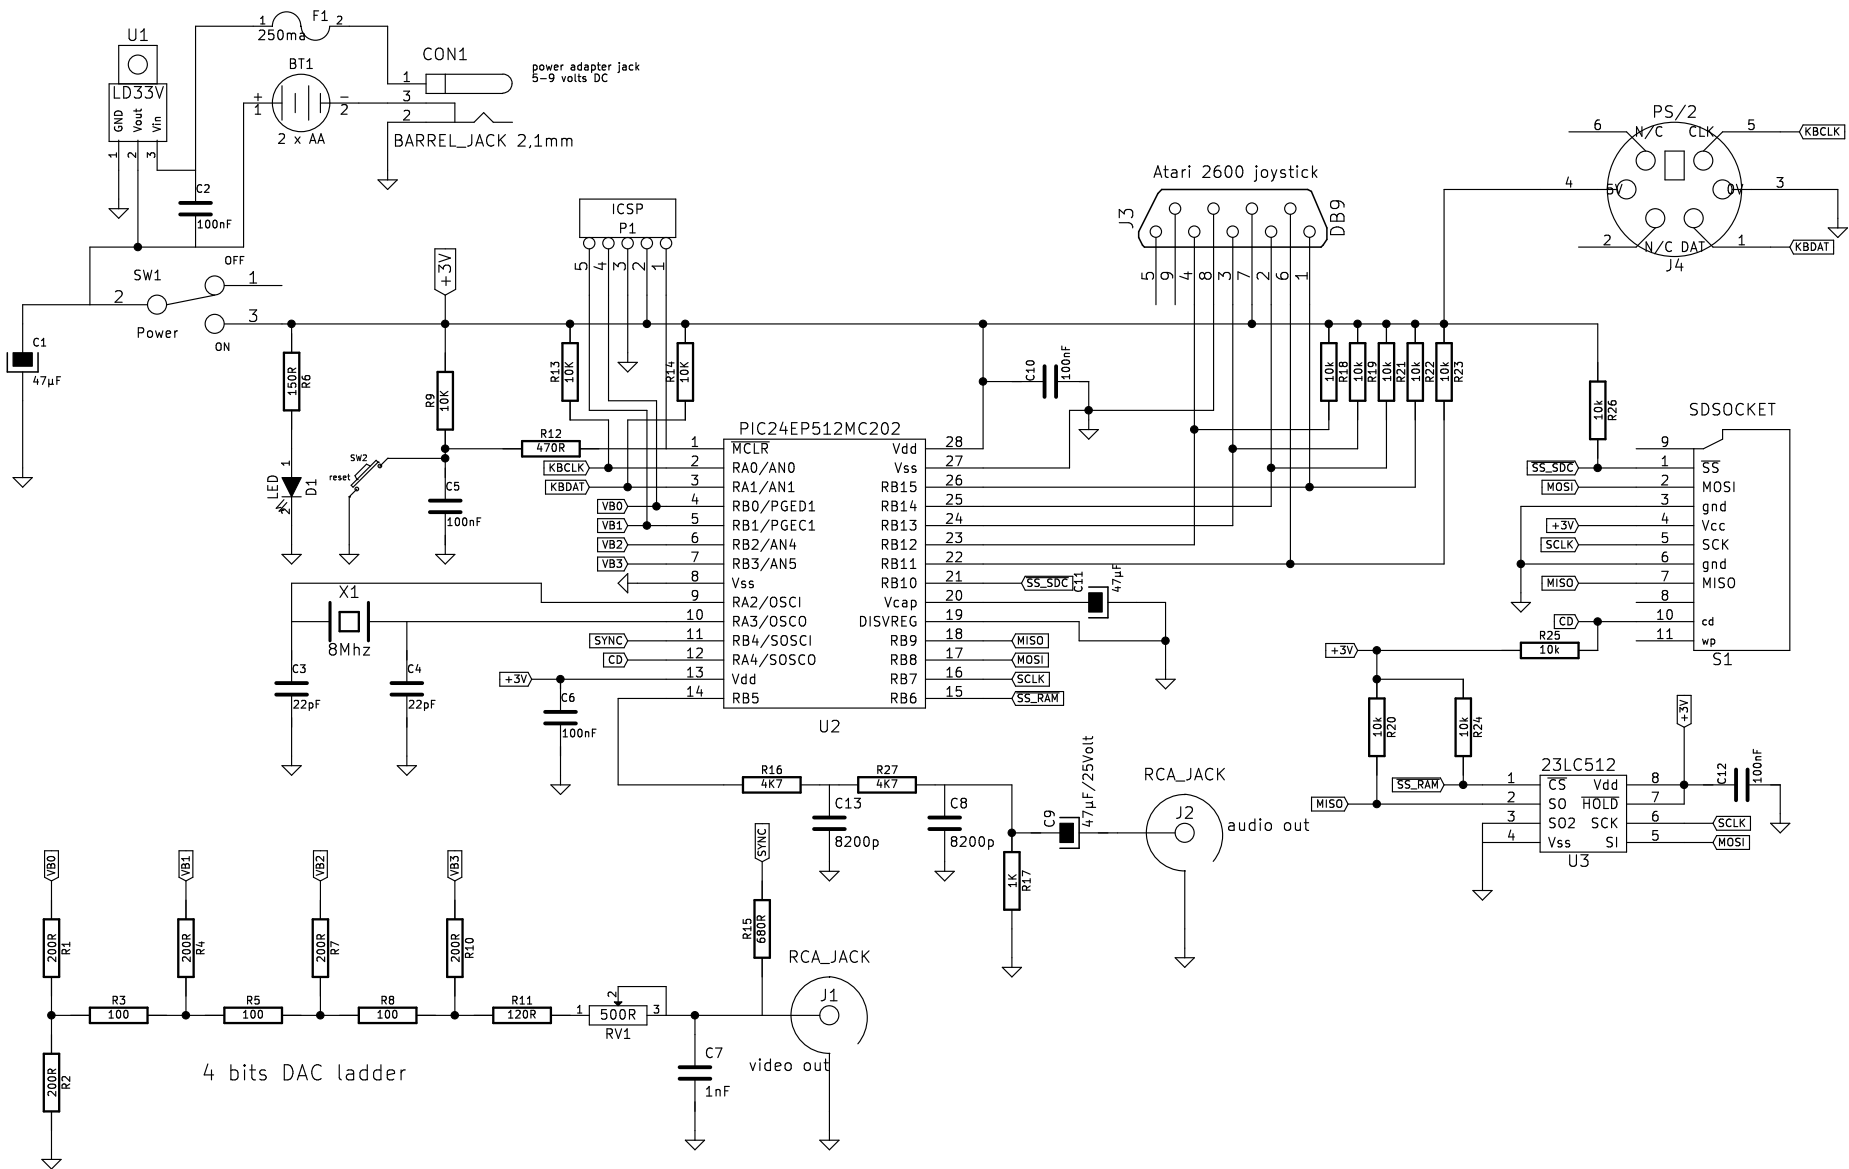 U1
LD33V
GND
Vout
Vin
1
2
3
1
F1
2
250ma
BT1
+
1
-
2
2 x AA
CON1
1
3
2
power adapter jack
5-9 volts DC
BARREL_JACK 2,1mm
C2
100nF
SW1
OFF
1
2
3
Power
ON
C1
47µF
+3V
150R
R6
LED
1
2
D1
R9
10K
SW2
reset
C5
100nF
ICSP
P1
5
4
3
2
1
R13
10K
R14
10K
R12
470R
KBCLK
KBDAT
VB0
VB1
VB2
VB3
SYNC
CD
+3V
C6
100nF
X1
8Mhz
C3
22pF
C4
22pF
PIC24EP512MC202
1 MCLR
2 RA0/AN0
3 RA1/AN1
4 RB0/PGED1
5 RB1/PGEC1
6 RB2/AN4
7 RB3/AN5
8 Vss
9 RA2/OSCI
10 RA3/OSCO
11 RB4/SOSCI
12 RA4/SOSCO
13 Vdd
14 RB5
Vdd 28
Vss 27
RB15 26
RB14 25
RB13 24
RB12 23
RB11 22
RB10 21
Vcap 20
DISVREG 19
RB9 18
RB8 17
RB7 16
RB6 15
U2
SS_SDC
MISO
MOSI
SCLK
SS_RAM
C10
100nF
C11
47µF
Atari 2600 joystick
J3
DB9
5
9
4
8
3
7
2
6
1
10k
R18
10k
R19
10k
R21
10k
R22
10k
R23
PS/2
6
N/C
CLK
5
KBCLK
4
5V
0V
3
2
N/C
DAT
1
KBDAT
J4
10k
R26
SDSOCKET
9
SS_SDC
1 SS
MOSI
2 MOSI
3 gnd
+3V
4 Vcc
SCLK
5 SCK
6 gnd
MISO
7 MISO
8
CD
10 cd
11 wp
S1
R25
10k
+3V
10k
R20
10k
R24
SS_RAM
MISO
23LC512
1 CS
2 SO
3 SO2
4 Vss
Vdd 8
HOLD 7
SCK 6
SI 5
U3
+3V
C12
100nF
SCLK
MOSI
R16
4K7
R27
4K7
C13
8200p
C8
8200p
1K
R17
C9
47µF/25Volt
RCA_JACK
J2
audio out
VB0
VB1
VB2
VB3
SYNC
200R
R1
200R
R4
200R
R7
200R
R10
R15
680R
R3
100
R5
100
R8
100
R11
120R
1
2
500R
3
RV1
200R
R2
4 bits DAC ladder
C7
1nF
RCA_JACK
J1
video out